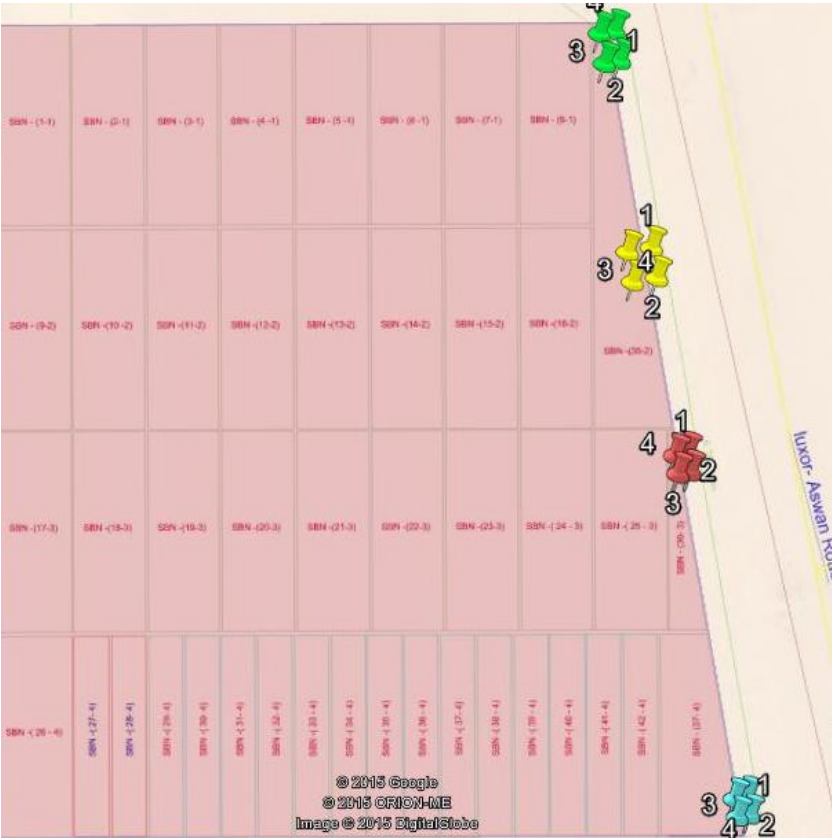 4
1
3
2
SBN - (1-1) SBN - (2-1) SBN - (3-1) SBN - (4 -1) SBN - (5 -1) SBN - (6 -1) SBN - (7-1) SBN - (8-1)
1
4
3
2
SBN - (9-2) SBN -(10 -2) SBN -(11-2) SBN -(12-2) SBN -(13-2) SBN -(14-2) SBN -(15-2) SBN -(16-2)
SBN -(35-2)
1
4
2
3
luxor- Aswan
SBN -(17-3) SBN -(18-3) SBN -(19-3) SBN -(20-3) SBN -(21-3) SBN -(22-3) SBN -(23-3) SBN -( 24 - 3) SBN -( 25 - 3)
SBN -( 26 - 4) SBN -( 27 - 4) SBN -( 28 - 4) SBN -( 29 - 4) SBN -( 30 - 4) SBN -( 31 - 4) SBN -( 32 - 4) SBN -( 33 - 4) SBN -( 34 - 4) SBN -( 35 - 4) SBN -( 36 - 4) SBN -( 37 - 4) SBN -( 38 - 4) SBN -( 39 - 4) SBN -( 40 - 4) SBN -( 41 - 4) SBN -( 42 - 4) SBN - (37- 4)
© 2015 Google
© 2015 ORION-ME
Image © 2015 DigitalGlobe
1
3
2
4